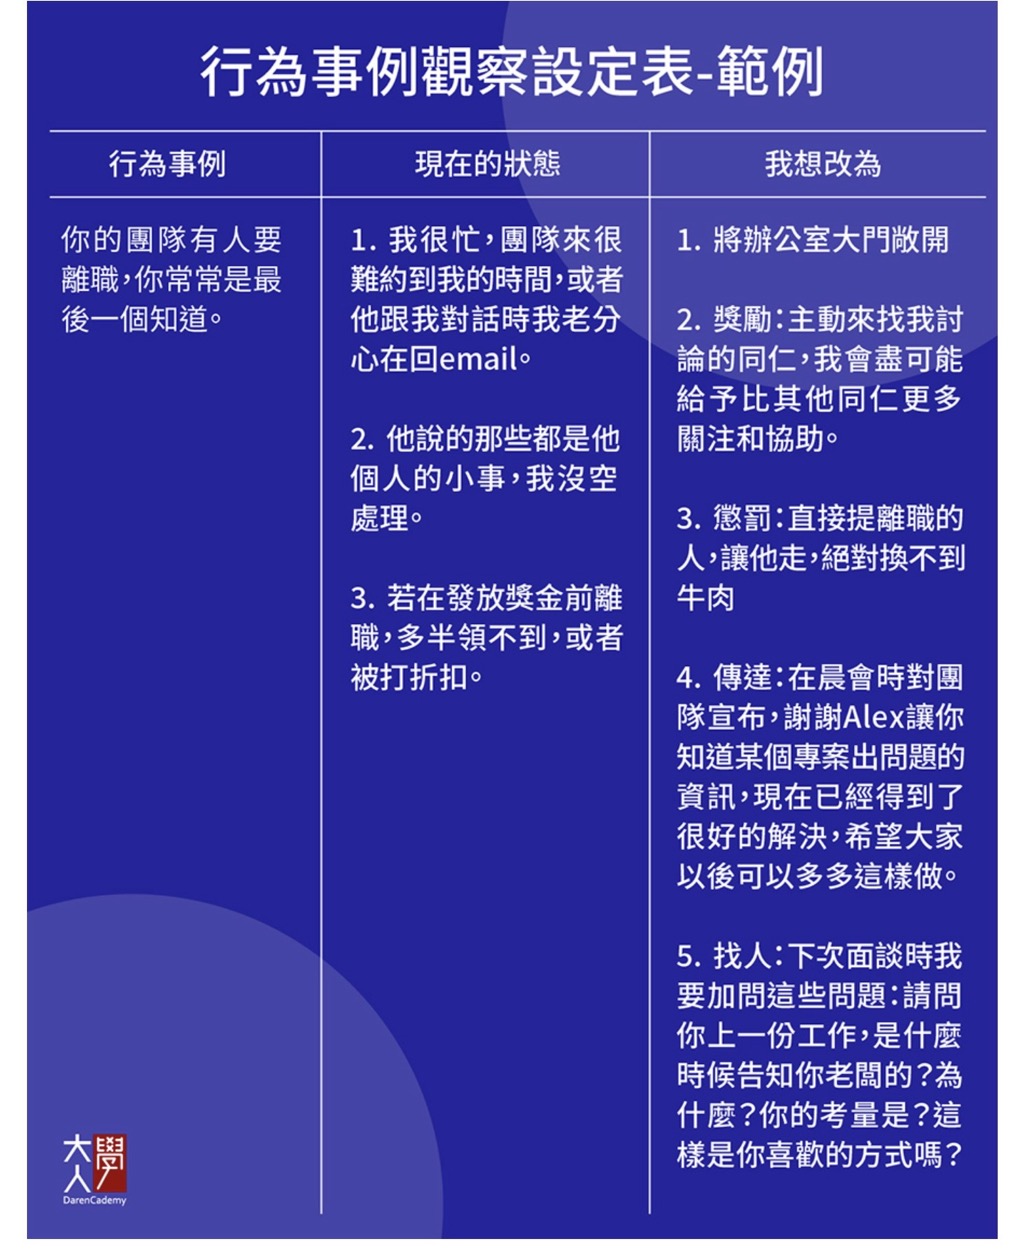 行為事例觀察設定表-範例
行為事例
現在的狀態
我想改為
你的團隊有人要
離職，你常常是最
後一個知道。
1. 我很忙，團隊來很
難約到我的時間，或者
他跟我對話時我老分
心在回email。
2. 他說的那些都是他
個人的小事，我沒空
處理。
3. 若在發放獎金前離
職，多半領不到，或者
被打折扣。
1. 將辦公室大門敞開
2. 獎勵：主動來找我討
論的同仁，我會盡可能
給予比其他同仁更多
關注和協助。
3. 懲罰：直接提離職的
人，讓他走，絕對換不到
牛肉
4. 傳達：在晨會時對團
隊宣布，謝謝Alex讓你
知道某個專案出問題的
資訊，現在已經得到了
很好的解決，希望大家
以後可以多多這樣做。
5. 找人：下次面談時我
要加問這些問題：請問
你上一份工作，是什麼
時候告知你老闆的？為
什麼？你的考量是？這
樣是你喜歡的方式嗎？
大人學
DarenCademy